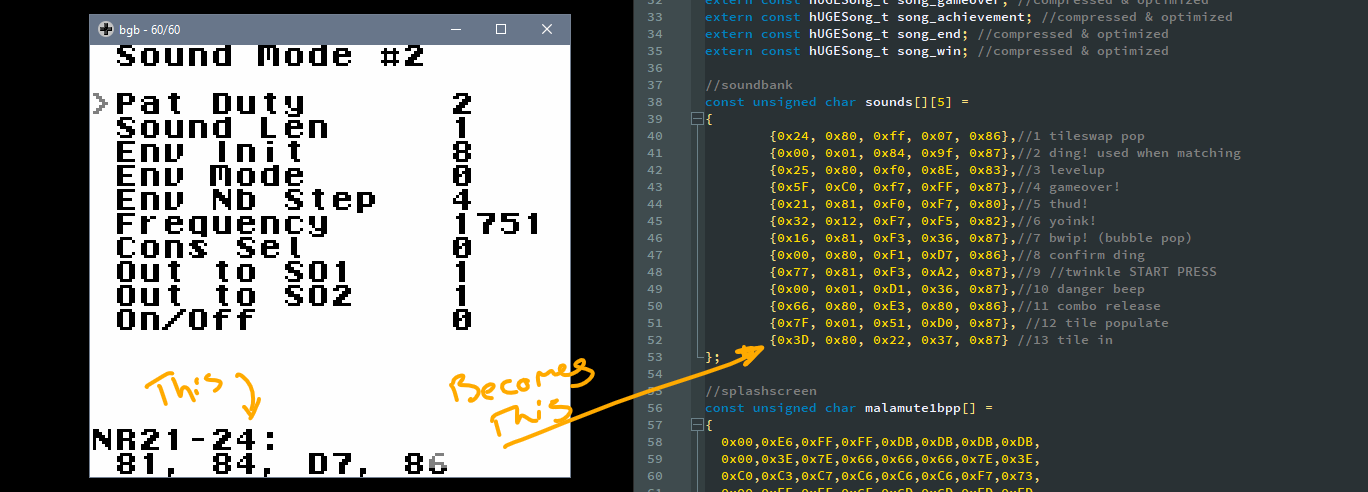 bgb - 60/60
Sound Mode #2
>Pat Duty 2
Sound Len 1
Env Init 8
Env Mode 0
Env Nb Step 4
Frequency 1751
Cons Sel 0
Out to SO1 1
Out to SO2 1
On/Off 0
This
Becomes
This
NR21-24:
81, 84, D7, 86
32 extern const hUGESong_t song_gameover; //compressed & optimized
33 extern const hUGESong_t song_achievement; //compressed & optimized
34 extern const hUGESong_t song_end; //compressed & optimized
35 extern const hUGESong_t song_win; //compressed & optimized
36
37 //soundbank
38 const unsigned char sounds[][5] =
39 {
40 {0x24, 0x80, 0xff, 0x07, 0x86},//1 tileswap pop
41 {0x00, 0x01, 0x84, 0x9f, 0x87},//2 ding! used when matching
42 {0x25, 0x80, 0xf0, 0x8E, 0x83},//3 levelup
43 {0x5F, 0xC0, 0xf7, 0xFF, 0x87},//4 gameover!
44 {0x21, 0x81, 0xF0, 0xF7, 0x80},//5 thud!
45 {0x32, 0x12, 0xF7, 0xF5, 0x82},//6 yoink!
46 {0x16, 0x81, 0xF3, 0x36, 0x87},//7 bwip! (bubble pop)
47 {0x00, 0x80, 0xF1, 0xD7, 0x86},//8 confirm ding
48 {0x77, 0x81, 0xF3, 0xA2, 0x87},//9 //twinkle START PRESS
49 {0x00, 0x01, 0xD1, 0x36, 0x87},//10 danger beep
50 {0x66, 0x80, 0xE3, 0x80, 0x86},//11 combo release
51 {0x7F, 0x01, 0x51, 0xD0, 0x87}, //12 tile populate
52 {0x3D, 0x80, 0x22, 0x37, 0x87} //13 tile in
53 };
54
55 //splashscreen
56 const unsigned char malamute1bpp[] =
57 {
58 0x00,0xE6,0xFF,0xFF,0xDB,0xDB,0xDB,0xDB,
59 0x00,0x3E,0x7E,0x66,0x66,0x66,0x7E,0x3E,
60 0xC0,0xC3,0xC7,0xC6,0xC6,0xC6,0xF7,0x73,